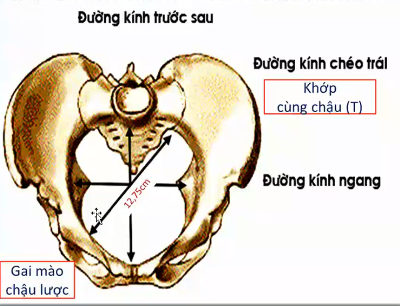 Đường kính trước sau
Đường kính chéo trái
Khớp
cùng chậu (T)
Đường kính ngang
12,75cm
Gai mào
chậu lược